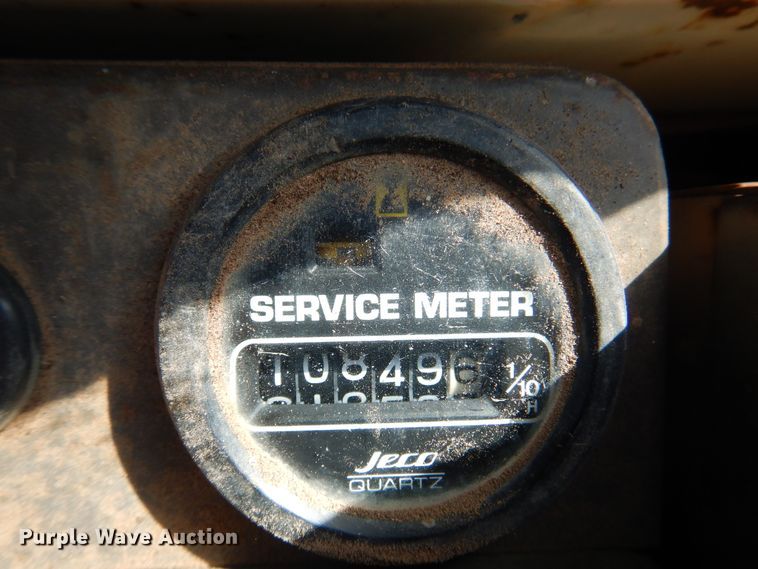 SERVICE METER
108496 1/10
H
Jeco
QUARTZ
Purple Wave Auction